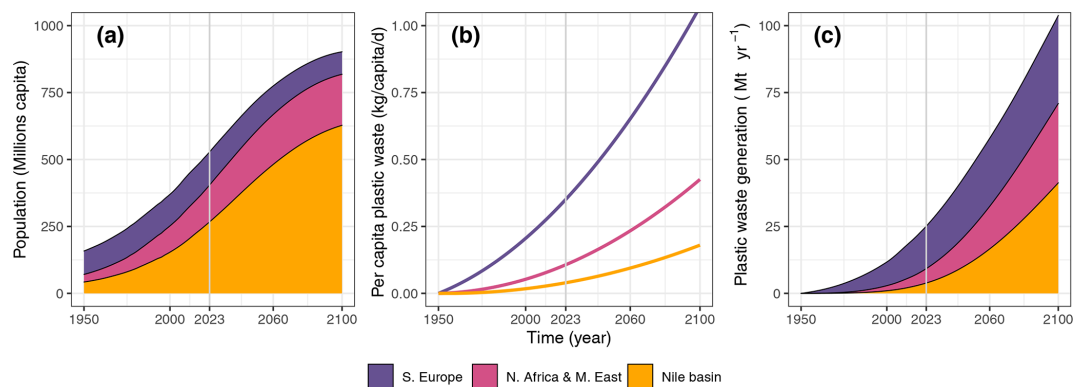 (a)
Population (Millions capita)
1000
750
500
250
0
1950 2000 2023 2060 2100
(b)
Per capita plastic waste (kg/capita/d)
1.00
0.75
0.50
0.25
0.00
1950 2000 2023 2060 2100
Time (year)
(c)
Plastic waste generation ( Mt yr⁻¹)
100
75
50
25
0
1950 2000 2023 2060 2100
S. Europe N. Africa & M. East Nile basin